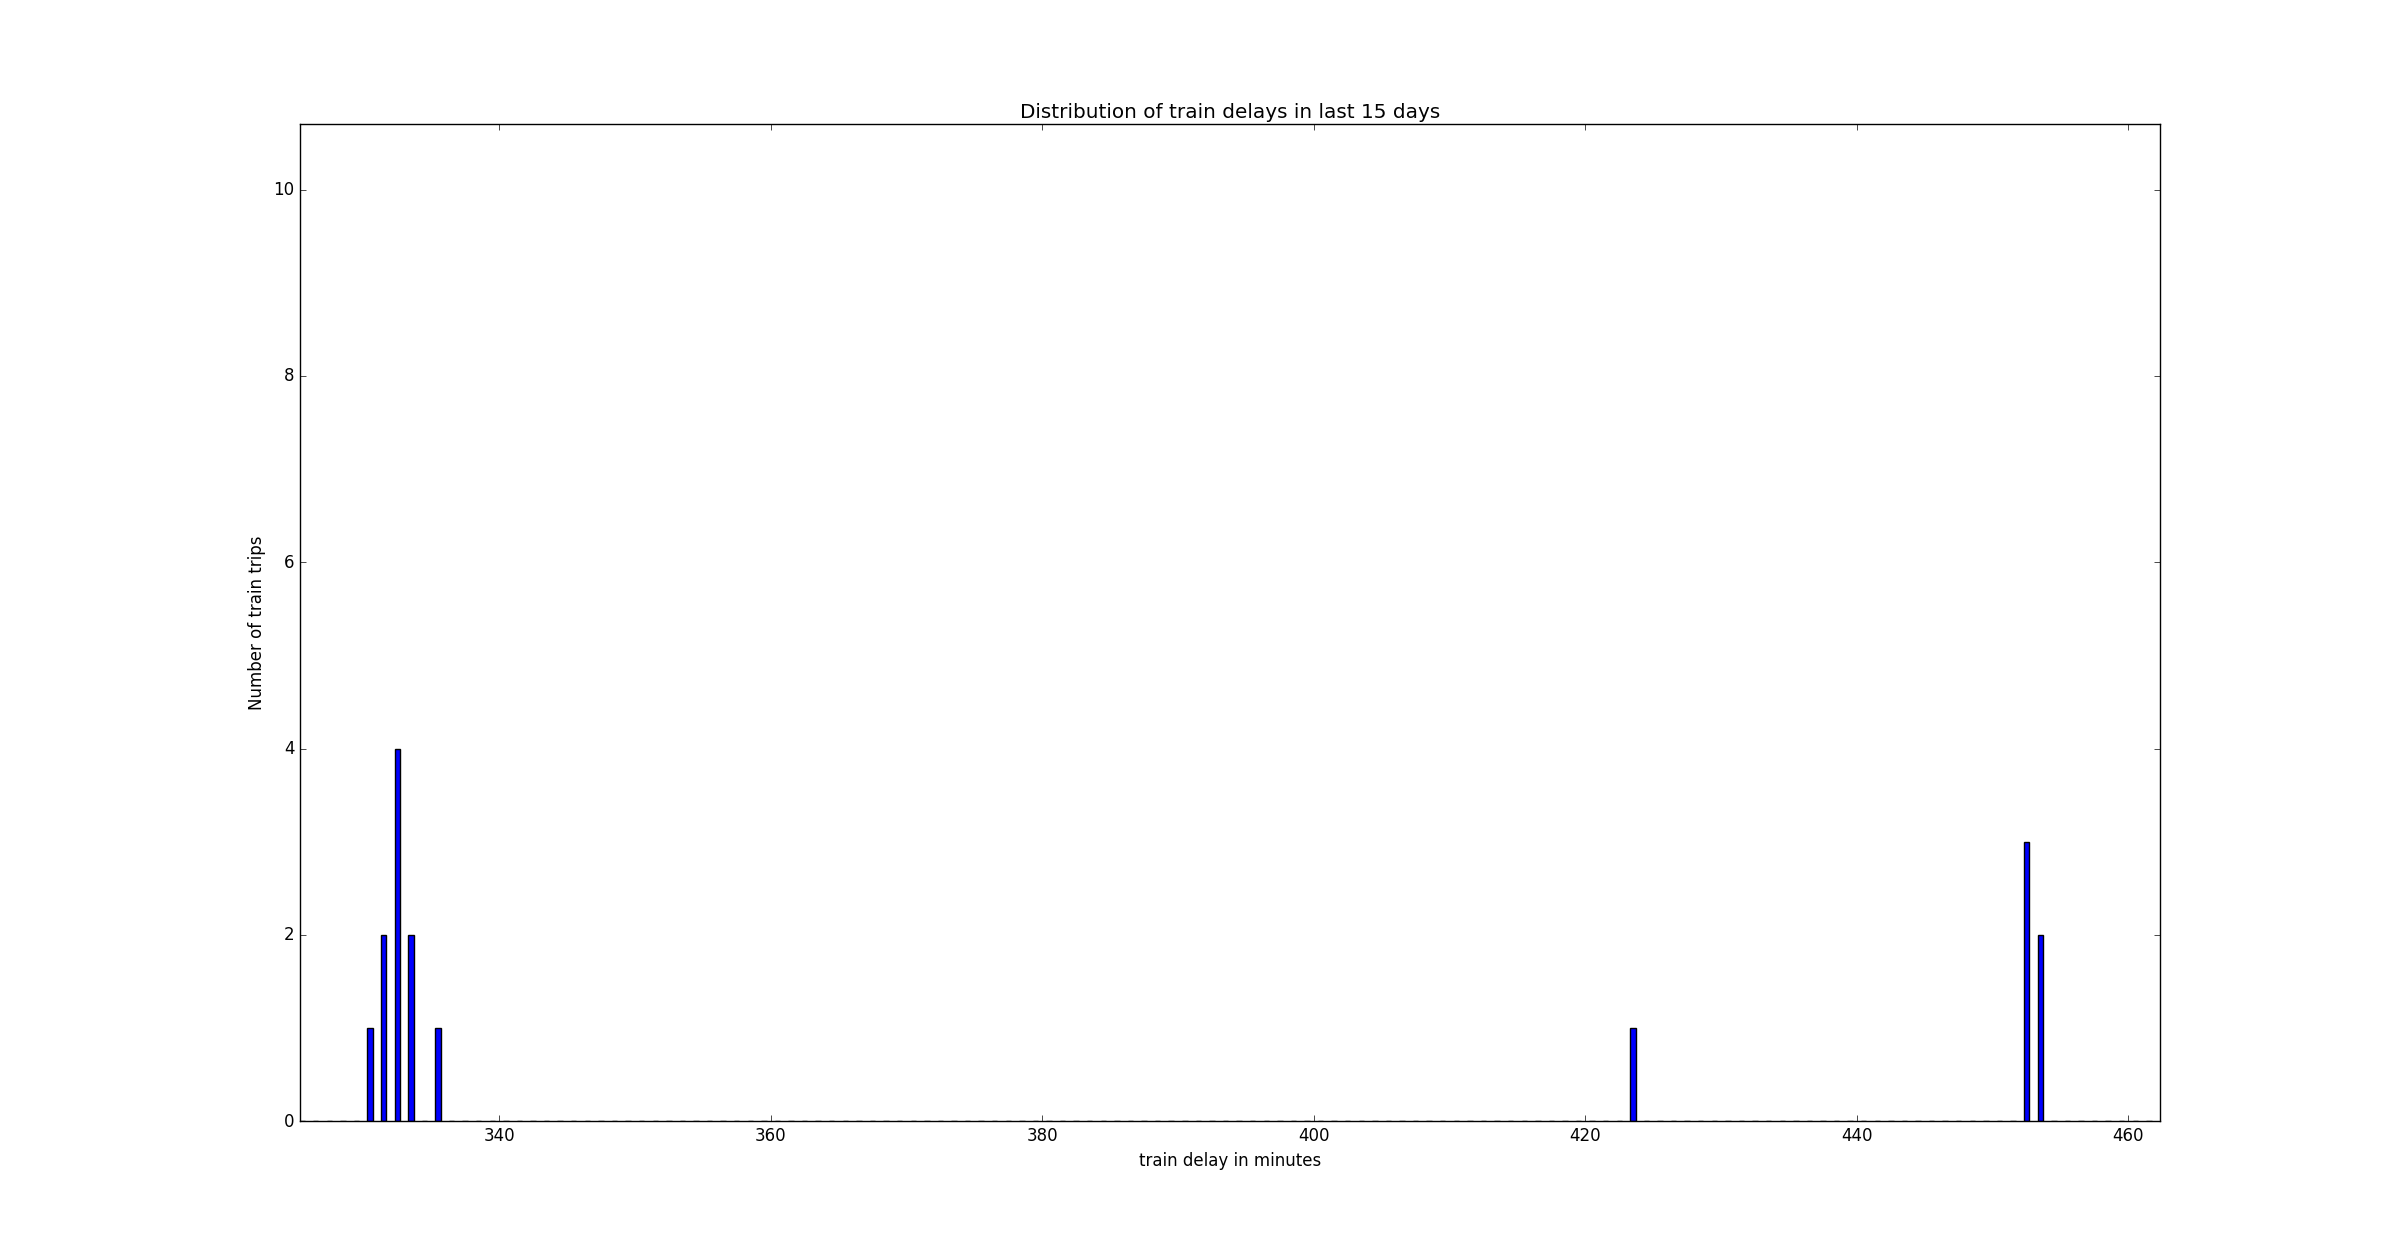 Distribution of train delays in last 15 days
10
8
6
4
2
0
Number of train trips
340 360 380 400 420 440 460
train delay in minutes